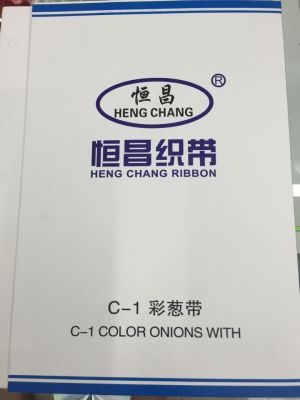 恒昌
HENG CHANG
®
恒昌织带
HENG CHANG RIBBON
C-1 彩葱带
C-1 COLOR ONIONS WITH